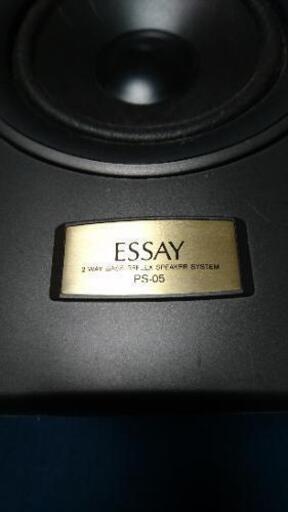 ESSAY
2 WAY BASS REFLEX SPEAKER SYSTEM
PS-05